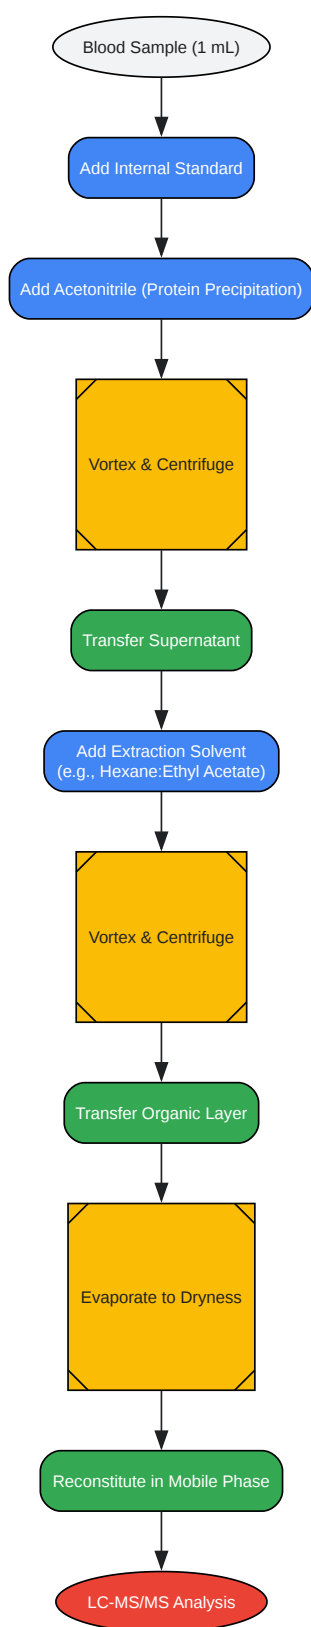 Blood Sample (1 mL)
Add Internal Standard
Add Acetonitrile (Protein Precipitation)
Vortex & Centrifuge
Transfer Supernatant
Add Extraction Solvent
(e.g., Hexane:Ethyl Acetate)
Vortex & Centrifuge
Transfer Organic Layer
Evaporate to Dryness
Reconstitute in Mobile Phase
LC-MS/MS Analysis